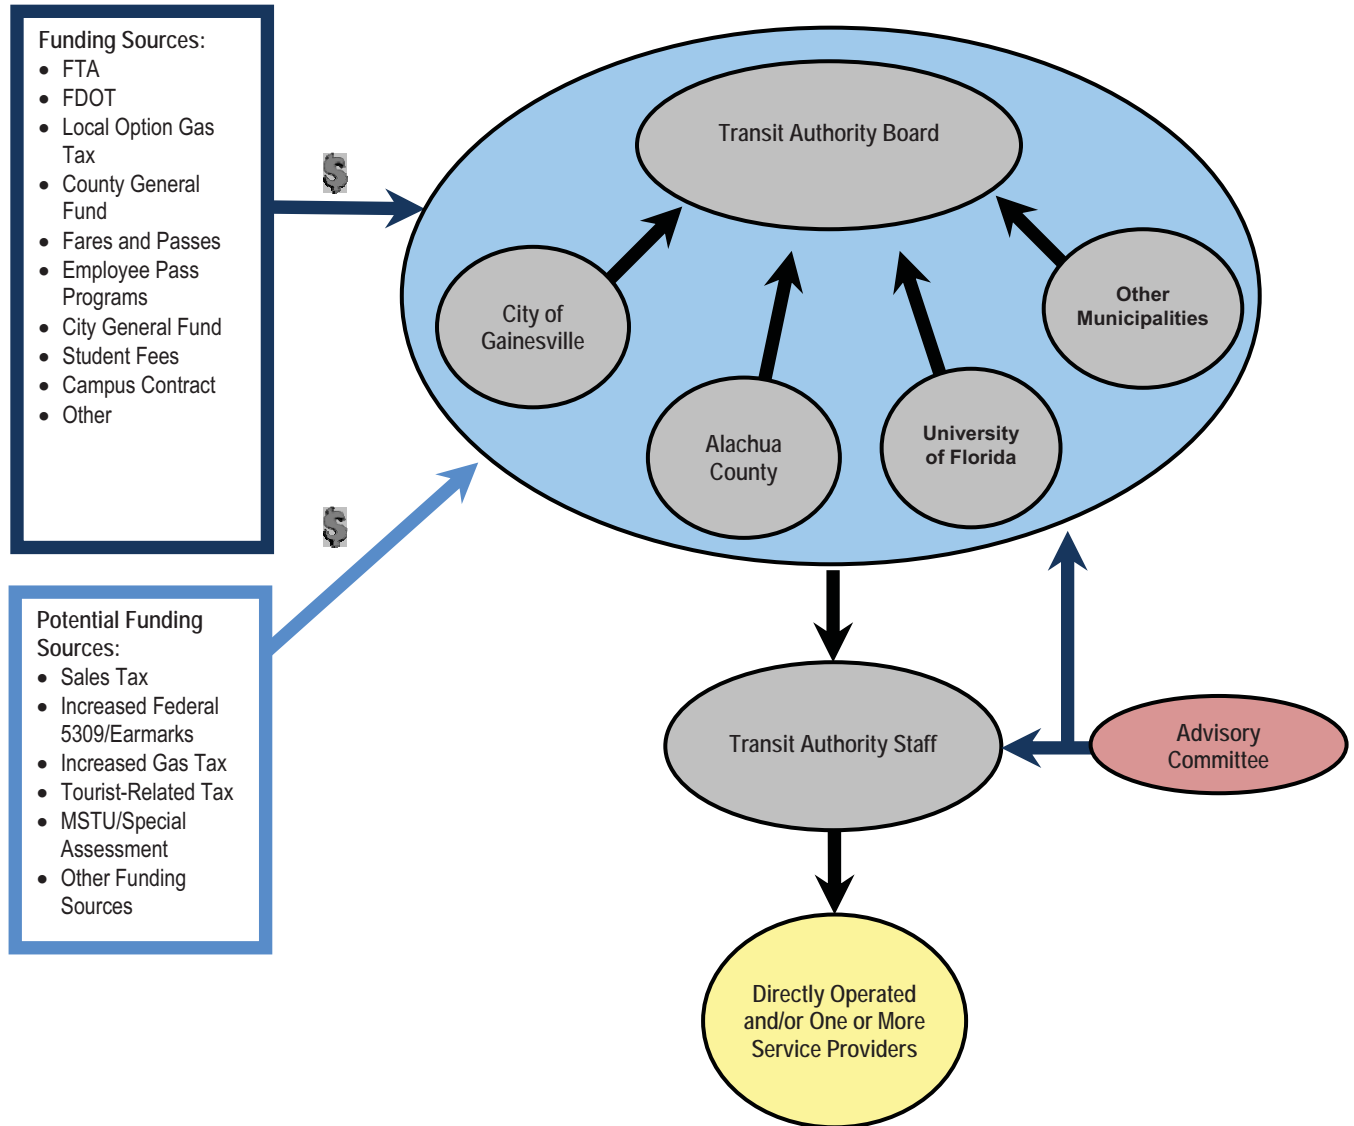 Funding Sources:
• FTA
• FDOT
• Local Option Gas
Tax
• County General
Fund
• Fares and Passes
• Employee Pass
Programs
• City General Fund
• Student Fees
• Campus Contract
• Other
$
$
Potential Funding
Sources:
• Sales Tax
• Increased Federal
5309/Earmarks
• Increased Gas Tax
• Tourist-Related Tax
• MSTU/Special
Assessment
• Other Funding
Sources
Transit Authority Board
City of
Gainesville
Alachua
County
University
of Florida
Other
Municipalities
Transit Authority Staff
Advisory
Committee
Directly Operated
and/or One or More
Service Providers